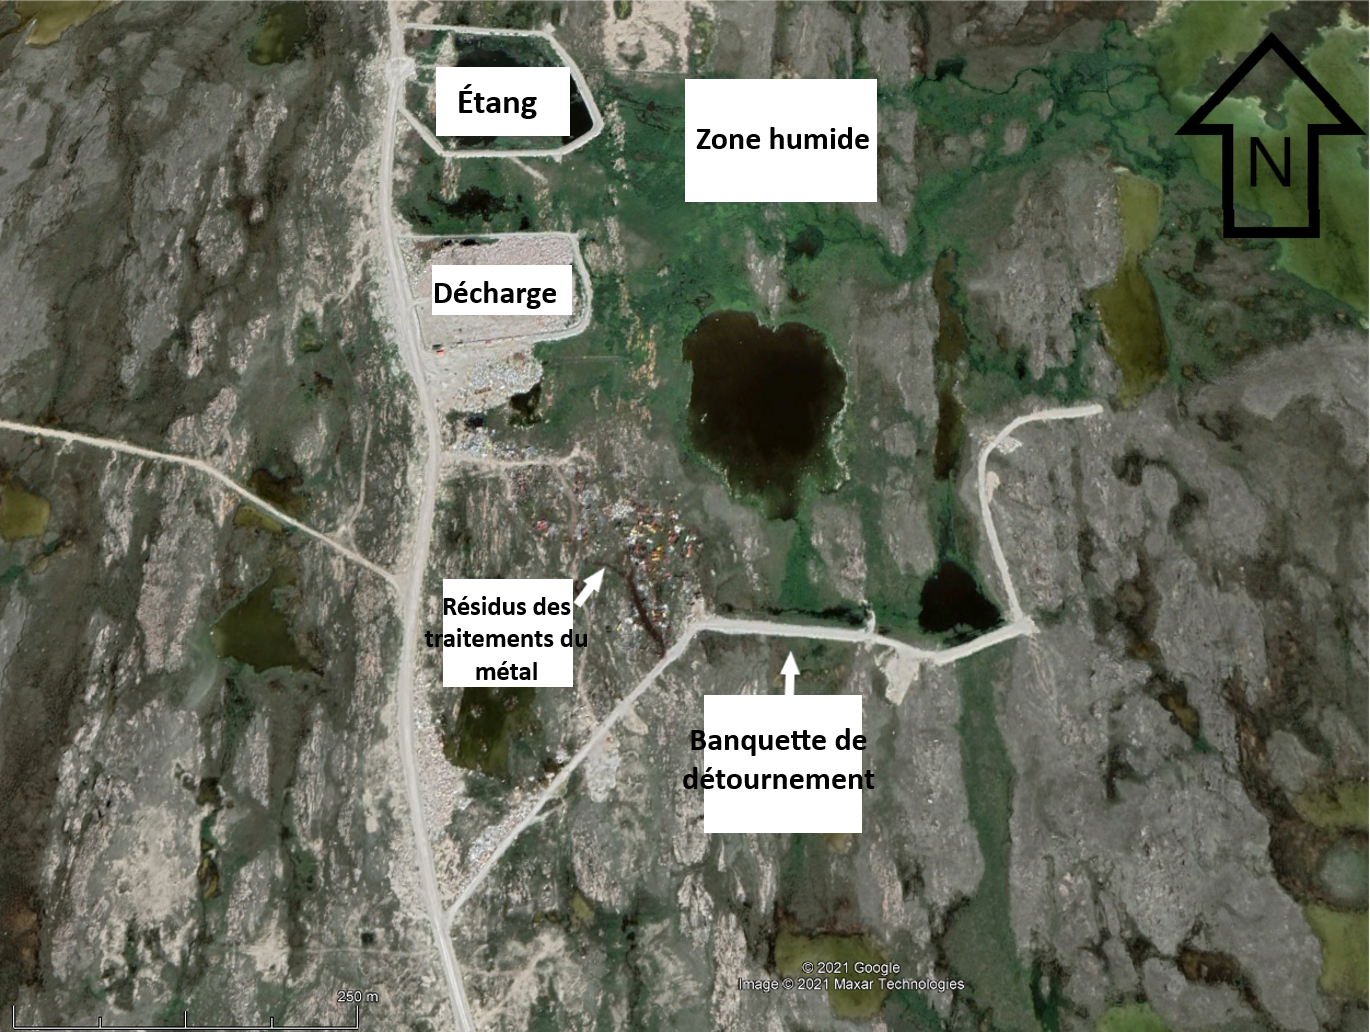 Étang
Zone humide
N
Décharge
Résidus des
traitements du
métal
Banquette de
détournement
© 2021 Google
Image © 2021 Maxar Technologies
250 m